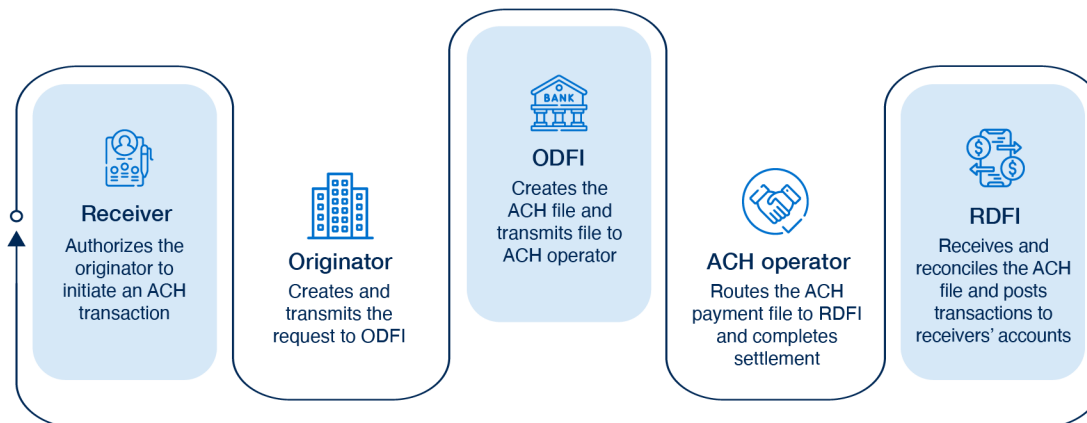 Receiver
Authorizes the
originator to
initiate an ACH
transaction
Originator
Creates and
transmits the
request to ODFI
BANK
ODFI
Creates the
ACH file and
transmits file to
ACH operator
ACH operator
Routes the ACH
payment file to RDFI
and completes
settlement
$
$
RDFI
Receives and
reconciles the ACH
file and posts
transactions to
receivers’ accounts